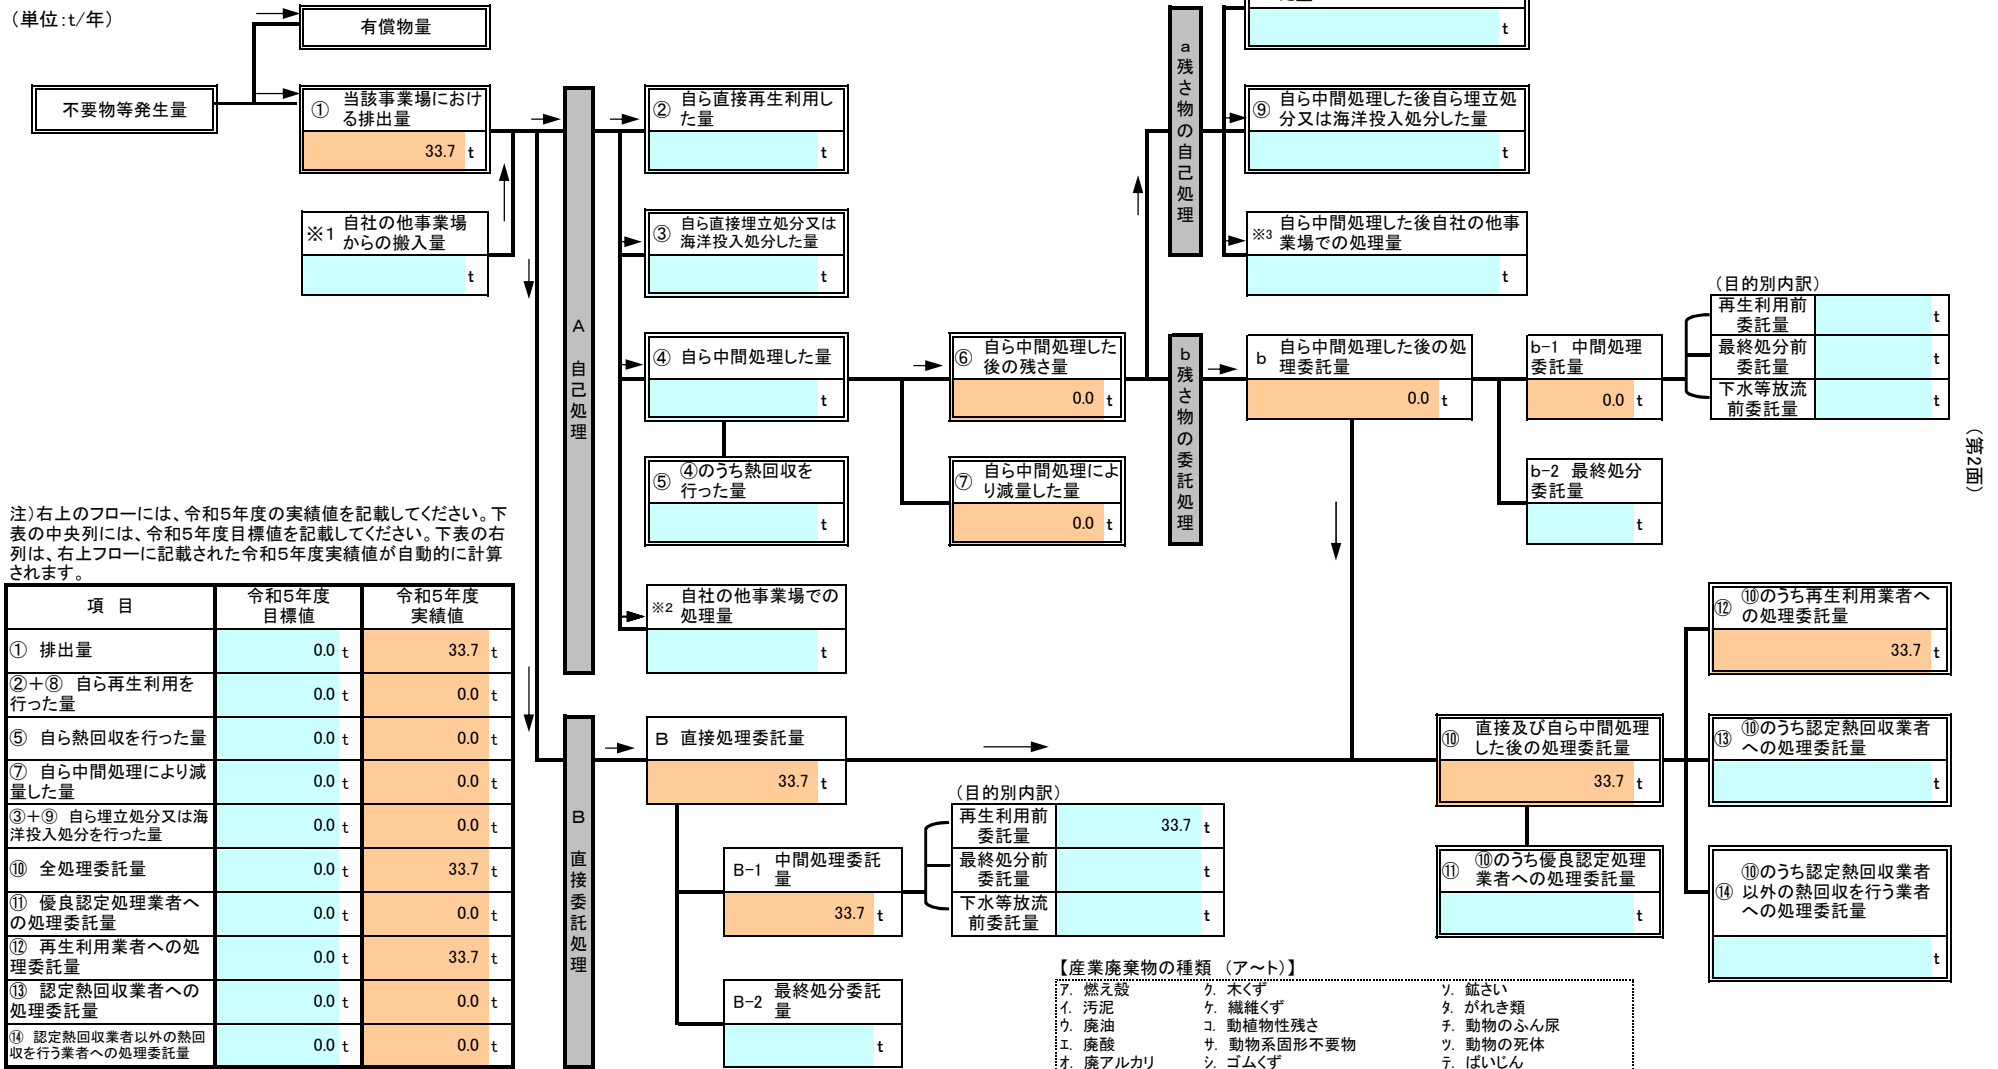 （単位:t/年）
有償物量
不要物等発生量
① 当該事業場におけ
る排出量
33.7 t
※1 自社の他事業場
からの搬入量
t
A 自己処理
② 自ら直接再生利用し
た量
t
③ 自ら直接埋立処分又は
海洋投入処分した量
t
④ 自ら中間処理した量
t
⑤ ④のうち熱回収を
行った量
t
※2 自社の他事業場での
処理量
t
⑥ 自ら中間処理した
後の残さ量
0.0 t
⑦ 自ら中間処理によ
り減量した量
0.0 t
a 残さ物の自己処理
t
⑨ 自ら中間処理した後自ら埋立処
分又は海洋投入処分した量
t
※3 自ら中間処理した後自社の他事
業場での処理量
t
b 残さ物の委託処理
b 自ら中間処理した後の処
理委託量
0.0 t
b-1 中間処理
委託量
0.0 t
b-2 最終処分
委託量
t
（目的別内訳）
再生利用前
委託量
t
最終処分前
委託量
t
下水等放流
前委託量
t
（第2面）
注）右上のフローには、令和5年度の実績値を記載してください。下
表の中央列には、令和5年度目標値を記載してください。下表の右
列は、右上フローに記載された令和5年度実績値が自動的に計算
されます。
項 目
令和5年度
目標値
令和5年度
実績値
① 排出量 0.0 t 33.7 t
②＋⑧ 自ら再生利用を
行った量 0.0 t 0.0 t
⑤ 自ら熱回収を行った量 0.0 t 0.0 t
⑦ 自ら中間処理により減
量した量 0.0 t 0.0 t
③＋⑨ 自ら埋立処分又は海
洋投入処分を行った量 0.0 t 0.0 t
⑩ 全処理委託量 0.0 t 33.7 t
⑪ 優良認定処理業者へ
の処理委託量 0.0 t 0.0 t
⑫ 再生利用業者への処
理委託量 0.0 t 33.7 t
⑬ 認定熱回収業者への
処理委託量 0.0 t 0.0 t
⑭ 認定熱回収業者以外の熱回
収を行う業者への処理委託量 0.0 t 0.0 t
B 直接委託処理
B 直接処理委託量
33.7 t
B-1 中間処理委託
量
33.7 t
B-2 最終処分委託
量
t
（目的別内訳）
再生利用前
委託量
33.7 t
最終処分前
委託量
t
下水等放流
前委託量
t
⑩ 直接及び自ら中間処理
した後の処理委託量
33.7 t
⑪ ⑩のうち優良認定処理
業者への処理委託量
t
⑫ ⑩のうち再生利用業者へ
の処理委託量
33.7 t
⑬ ⑩のうち認定熱回収業者
への処理委託量
t
⑭ ⑩のうち認定熱回収業者
以外の熱回収を行う業者
への処理委託量
t
【産業廃棄物の種類 （ア～ト）】
ア. 燃え殻 ク. 木くず ソ. 鉱さい
イ. 汚泥 ケ. 繊維くず タ. がれき類
ウ. 廃油 コ. 動植物性残さ チ. 動物のふん尿
エ. 廃酸 サ. 動物系固形不要物 ツ. 動物の死体
オ. 廃アルカリ シ. ゴムくず テ. ばいじん